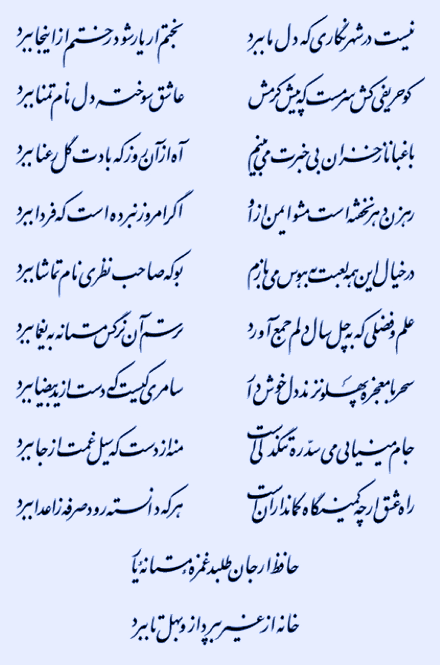 نیست در شهر نگاری که دل ما ببرد بختم ار یار شود رختم از اینجا ببرد
کو حریفی کش سرمست که پیش کرمش عاشق سوخته دل نام تمنا ببرد
باغبانا ز خزان بی خبرت می بینم آه از آن روز که بادت گل رعنا ببرد
رهزن دهر نخفته است مشو ایمن از او اگر امروز نبرده است که فردا ببرد
در خیال این همه لعبت به هوس می بازم بو که صاحب نظری نام تماشا ببرد
علم و فضلی که به چل سال دلم جمع آورد ترسم آن نرگس مستانه به یغما ببرد
سحر با معجزه پهلو نزند دل خوش دار سامری کیست که دست از ید بیضا ببرد
جام مینایی می سد ره تنگ دلی است منه از دست که سیل غمت از جا ببرد
راه عشق ار چه کمینگاه کمانداران است هر که دانسته رود صرفه ز اعدا ببرد
حافظ ار جان طلبد غمزه مستانه یار
خانه از غیر بپرداز و بهل تا ببرد